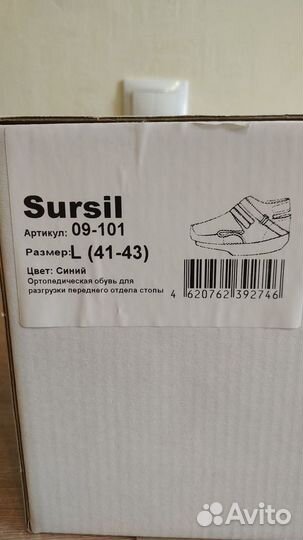 Sursil
Артикул: 09-101
Размер: L (41-43)
Цвет: Синий
Ортопедическая обувь для
разгрузки переднего отдела стопы
4 620762 392746
Avito